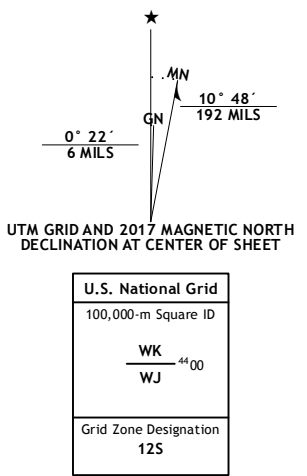 ★
MN
GN
10° 48´
192 MILS
0° 22´
6 MILS
UTM GRID AND 2017 MAGNETIC NORTH
DECLINATION AT CENTER OF SHEET
U.S. National Grid
100,000-m Square ID
WK
4400
WJ
Grid Zone Designation
12S